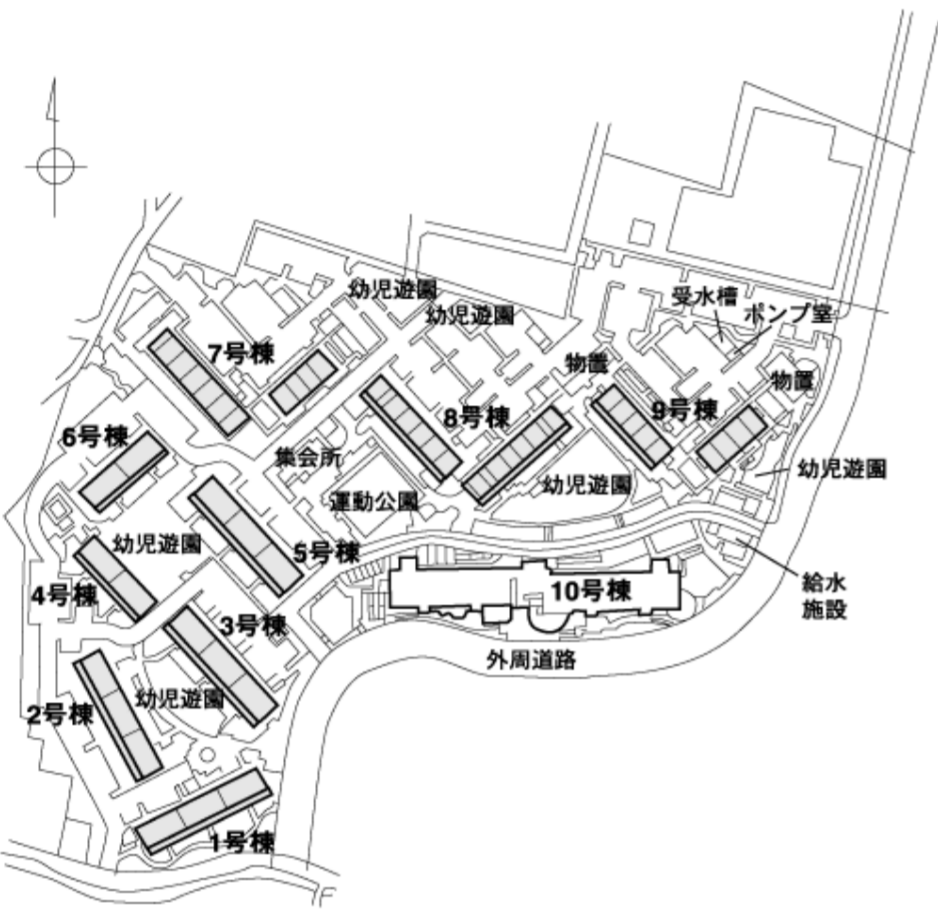 幼児遊園
受水槽
幼児遊園
ポンプ室
7号棟
物置
物置
8号棟
9号棟
6号棟
集会所
幼児遊園
幼児遊園
運動公園
幼児遊園
5号棟
給水
施設
10号棟
4号棟
3号棟
外周道路
幼児遊園
2号棟
1号棟